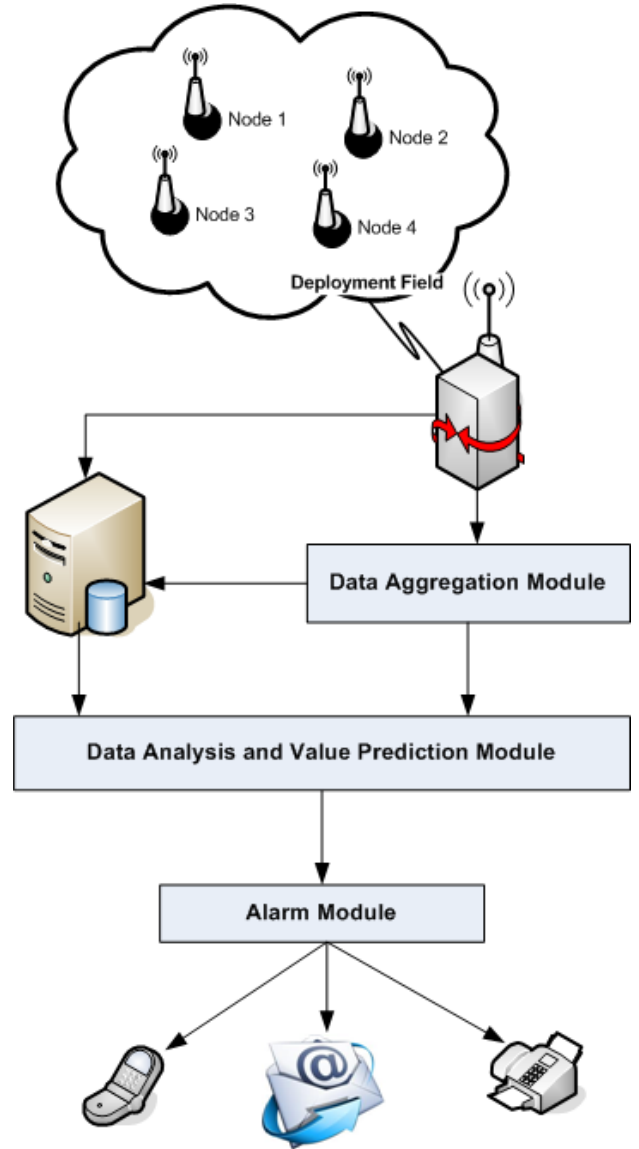 Node 1
Node 2
Node 3
Node 4
Deployment Field
Data Aggregation Module
Data Analysis and Value Prediction Module
Alarm Module
@